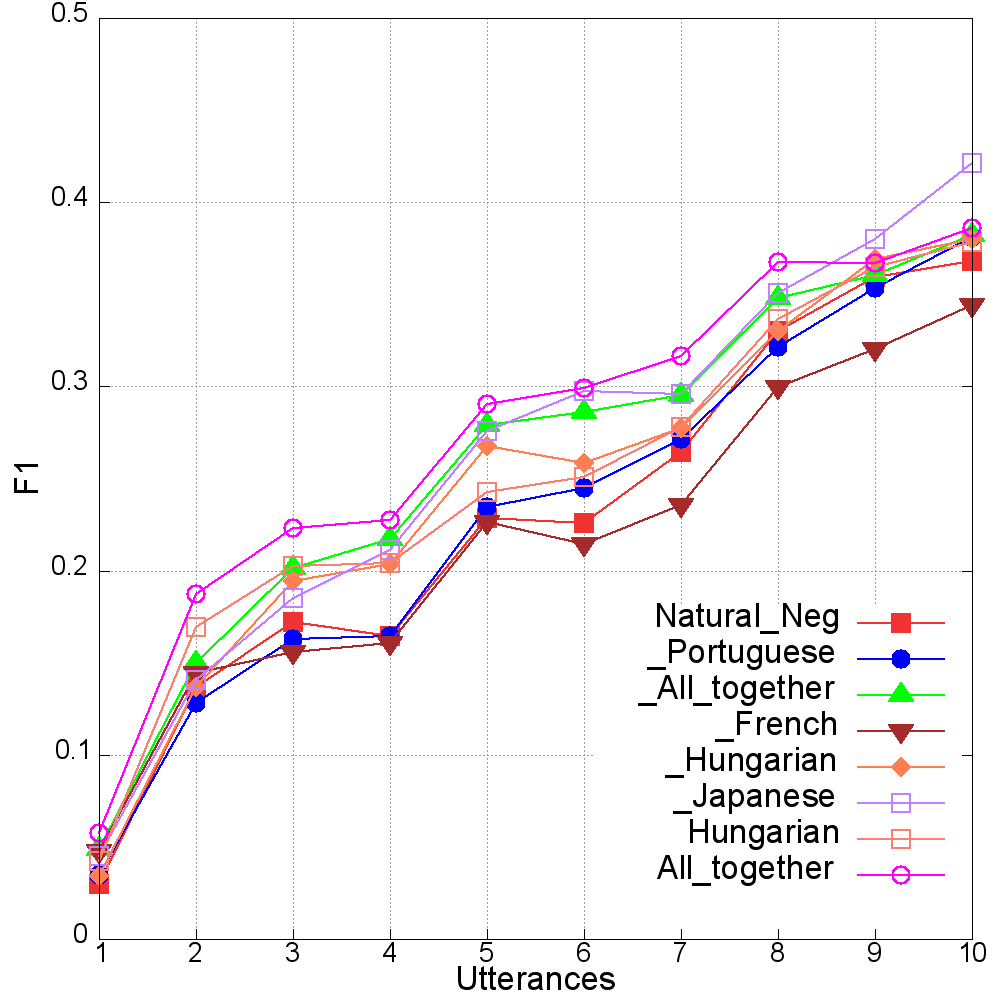 0.5
0.4
0.3
0.2
0.1
0
F1
1 2 3 4 5 6 7 8 9 10
Utterances
Natural_Neg
_Portuguese
_All_together
_French
_Hungarian
_Japanese
Hungarian
All_together